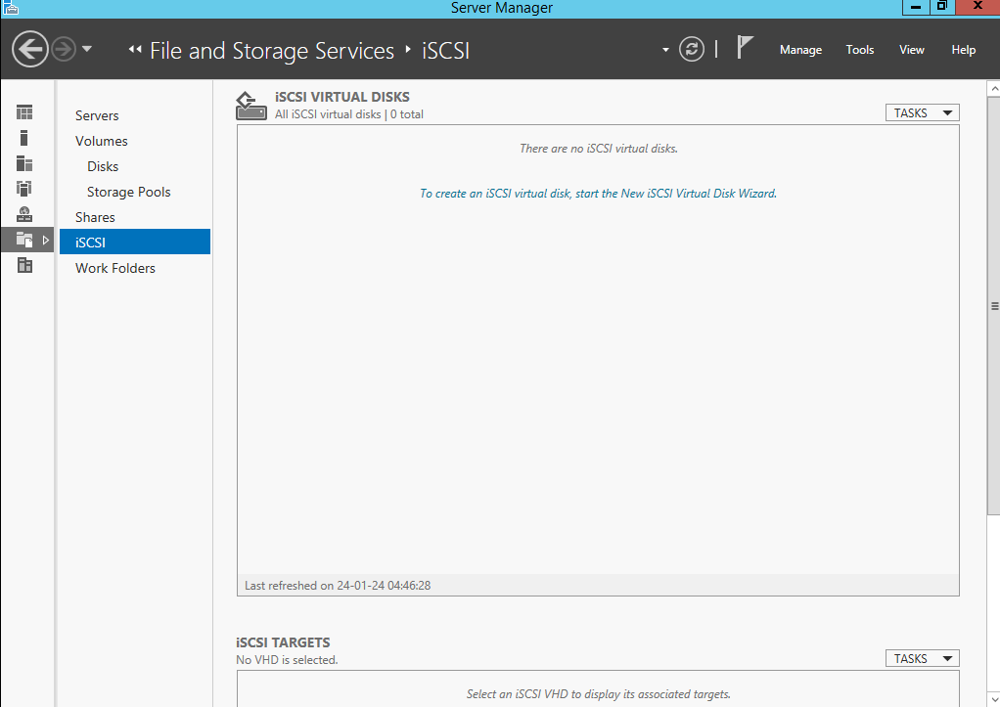 Server Manager
File and Storage Services iSCSI
Manage Tools View Help
Servers
Volumes
Disks
Storage Pools
Shares
iSCSI
Work Folders
iSCSI VIRTUAL DISKS
All iSCSI virtual disks | 0 total
TASKS
There are no iSCSI virtual disks.
To create an iSCSI virtual disk, start the New iSCSI Virtual Disk Wizard.
Last refreshed on 24-01-24 04:46:28
iSCSI TARGETS
No VHD is selected.
TASKS
Select an iSCSI VHD to display its associated targets.